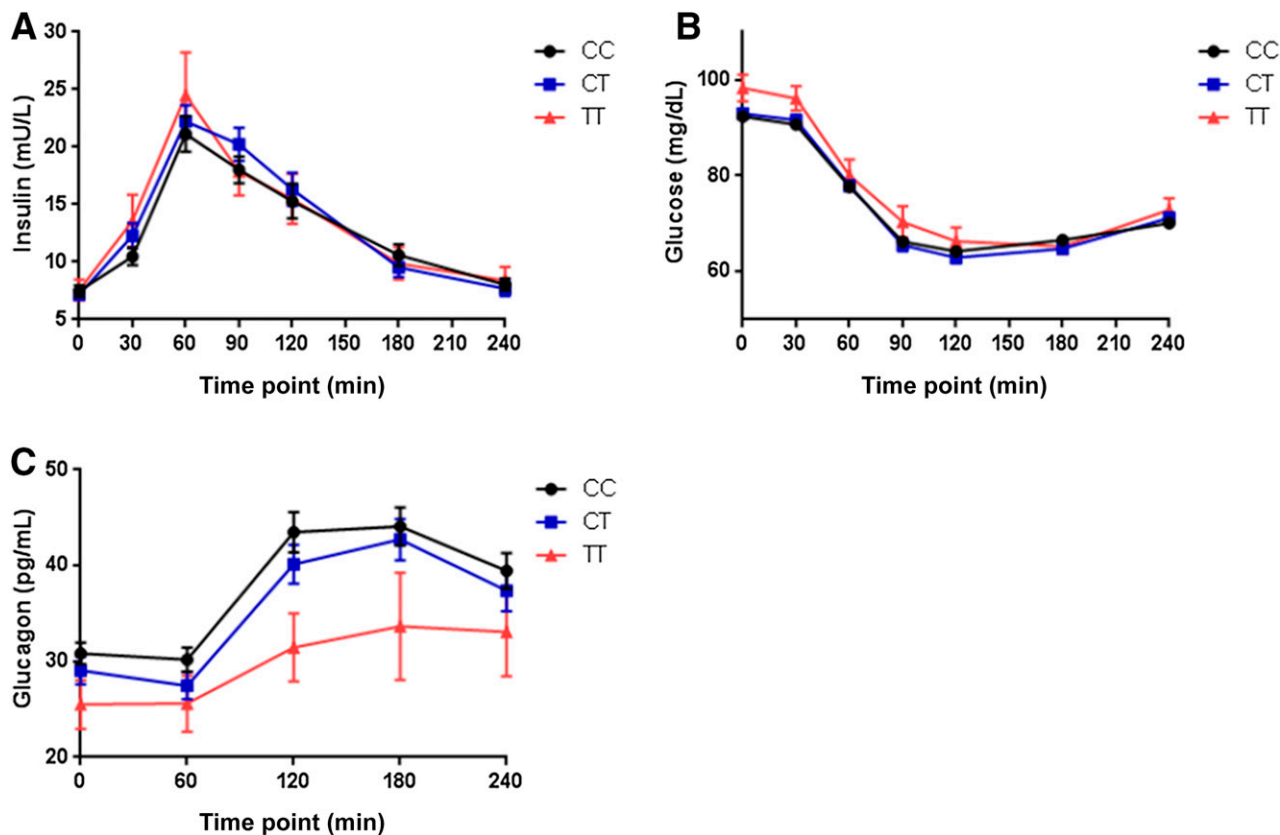 A
Insulin (mU/L)
30
25
20
15
10
5
0 30 60 90 120 150 180 210 240
Time point (min)
CC
CT
TT
B
Glucose (mg/dL)
100
80
60
0 30 60 90 120 150 180 210 240
Time point (min)
CC
CT
TT
C
Glucagon (pg/mL)
50
40
30
20
0 60 120 180 240
Time point (min)
CC
CT
TT